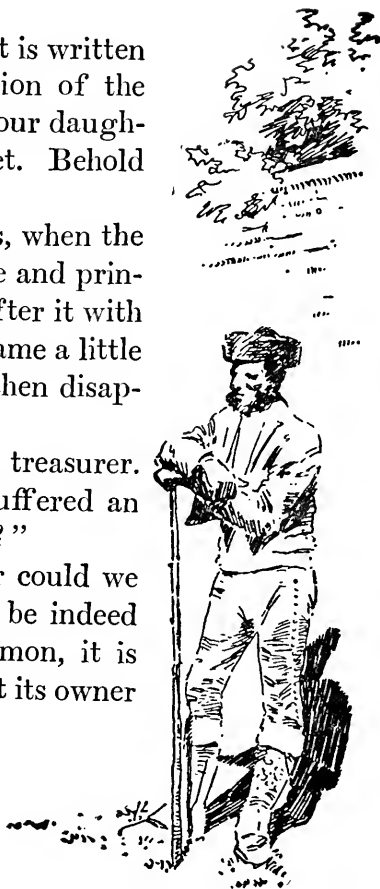 t is written
ion of the
our daugh-
et. Behold
s, when the
e and prin-
fter it with
ame a little
hen disap-
treasurer.
uffered an
?”
r could we
be indeed
mon, it is
t its owner